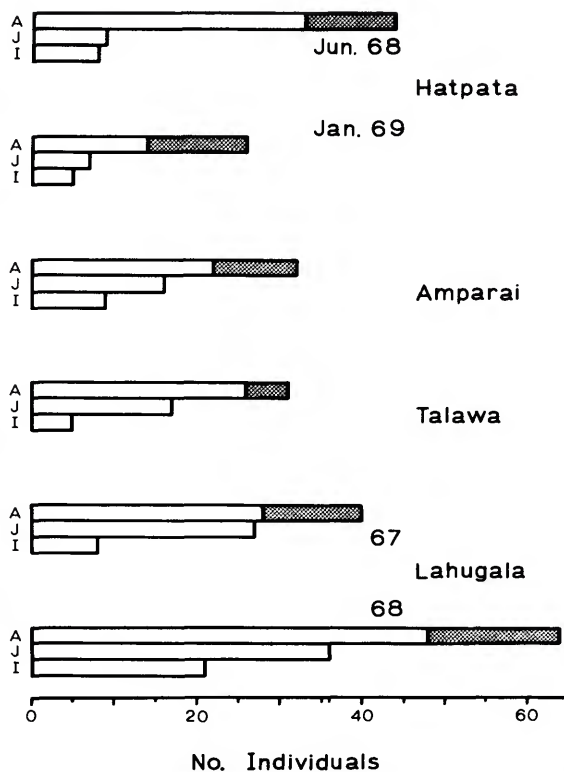 A
J
I
Jun. 68
Hatpata
Jan. 69
A
J
I
A
J
I
Amparai
A
J
I
Talawa
A
J
I
67
Lahugala
68
A
J
I
0 20 40 60
No. Individuals